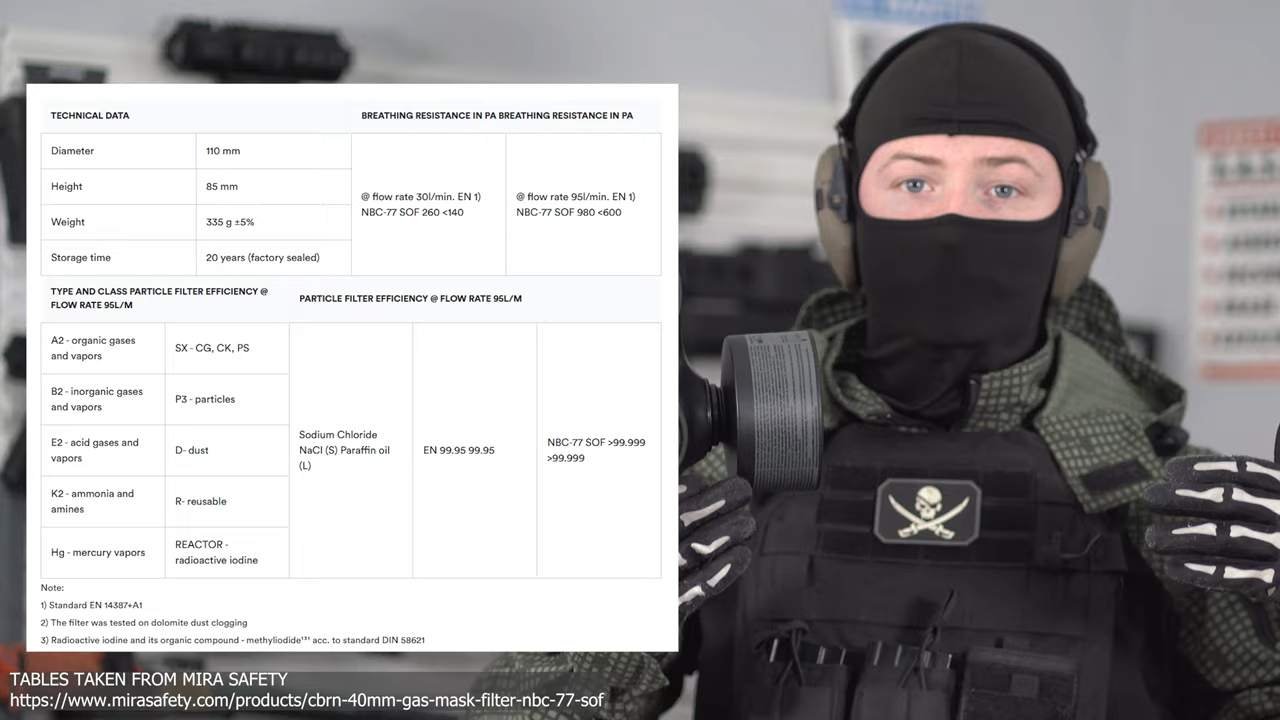 TECHNICAL DATA
BREATHING RESISTANCE IN PA BREATHING RESISTANCE IN PA
Diameter
110 mm
Height
85 mm
Weight
335 g ±5%
Storage time
20 years (factory sealed)
@ flow rate 30l/min. EN 1)
NBC-77 SOF 260 <140
@ flow rate 95l/min. EN 1)
NBC-77 SOF 980 <600
TYPE AND CLASS PARTICLE FILTER EFFICIENCY @
FLOW RATE 95L/M
PARTICLE FILTER EFFICIENCY @ FLOW RATE 95L/M
A2 - organic gases
and vapors
SX - CG, CK, PS
B2 - inorganic gases
and vapors
P3 - particles
E2 - acid gases and
vapors
D- dust
K2 - ammonia and
amines
R- reusable
Hg - mercury vapors
REACTOR -
radioactive iodine
Sodium Chloride
NaCl (S) Paraffin oil
(L)
EN 99.95 99.95
NBC-77 SOF >99.999
>99.999
Note:
1) Standard EN 14387+A1
2) The filter was tested on dolomite dust clogging
3) Radioactive iodine and its organic compound - methyliodide¹³¹ acc. to standard DIN 58621
TABLES TAKEN FROM MIRA SAFETY
https://www.mirasafety.com/products/cbrn-40mm-gas-mask-filter-nbc-77-sof